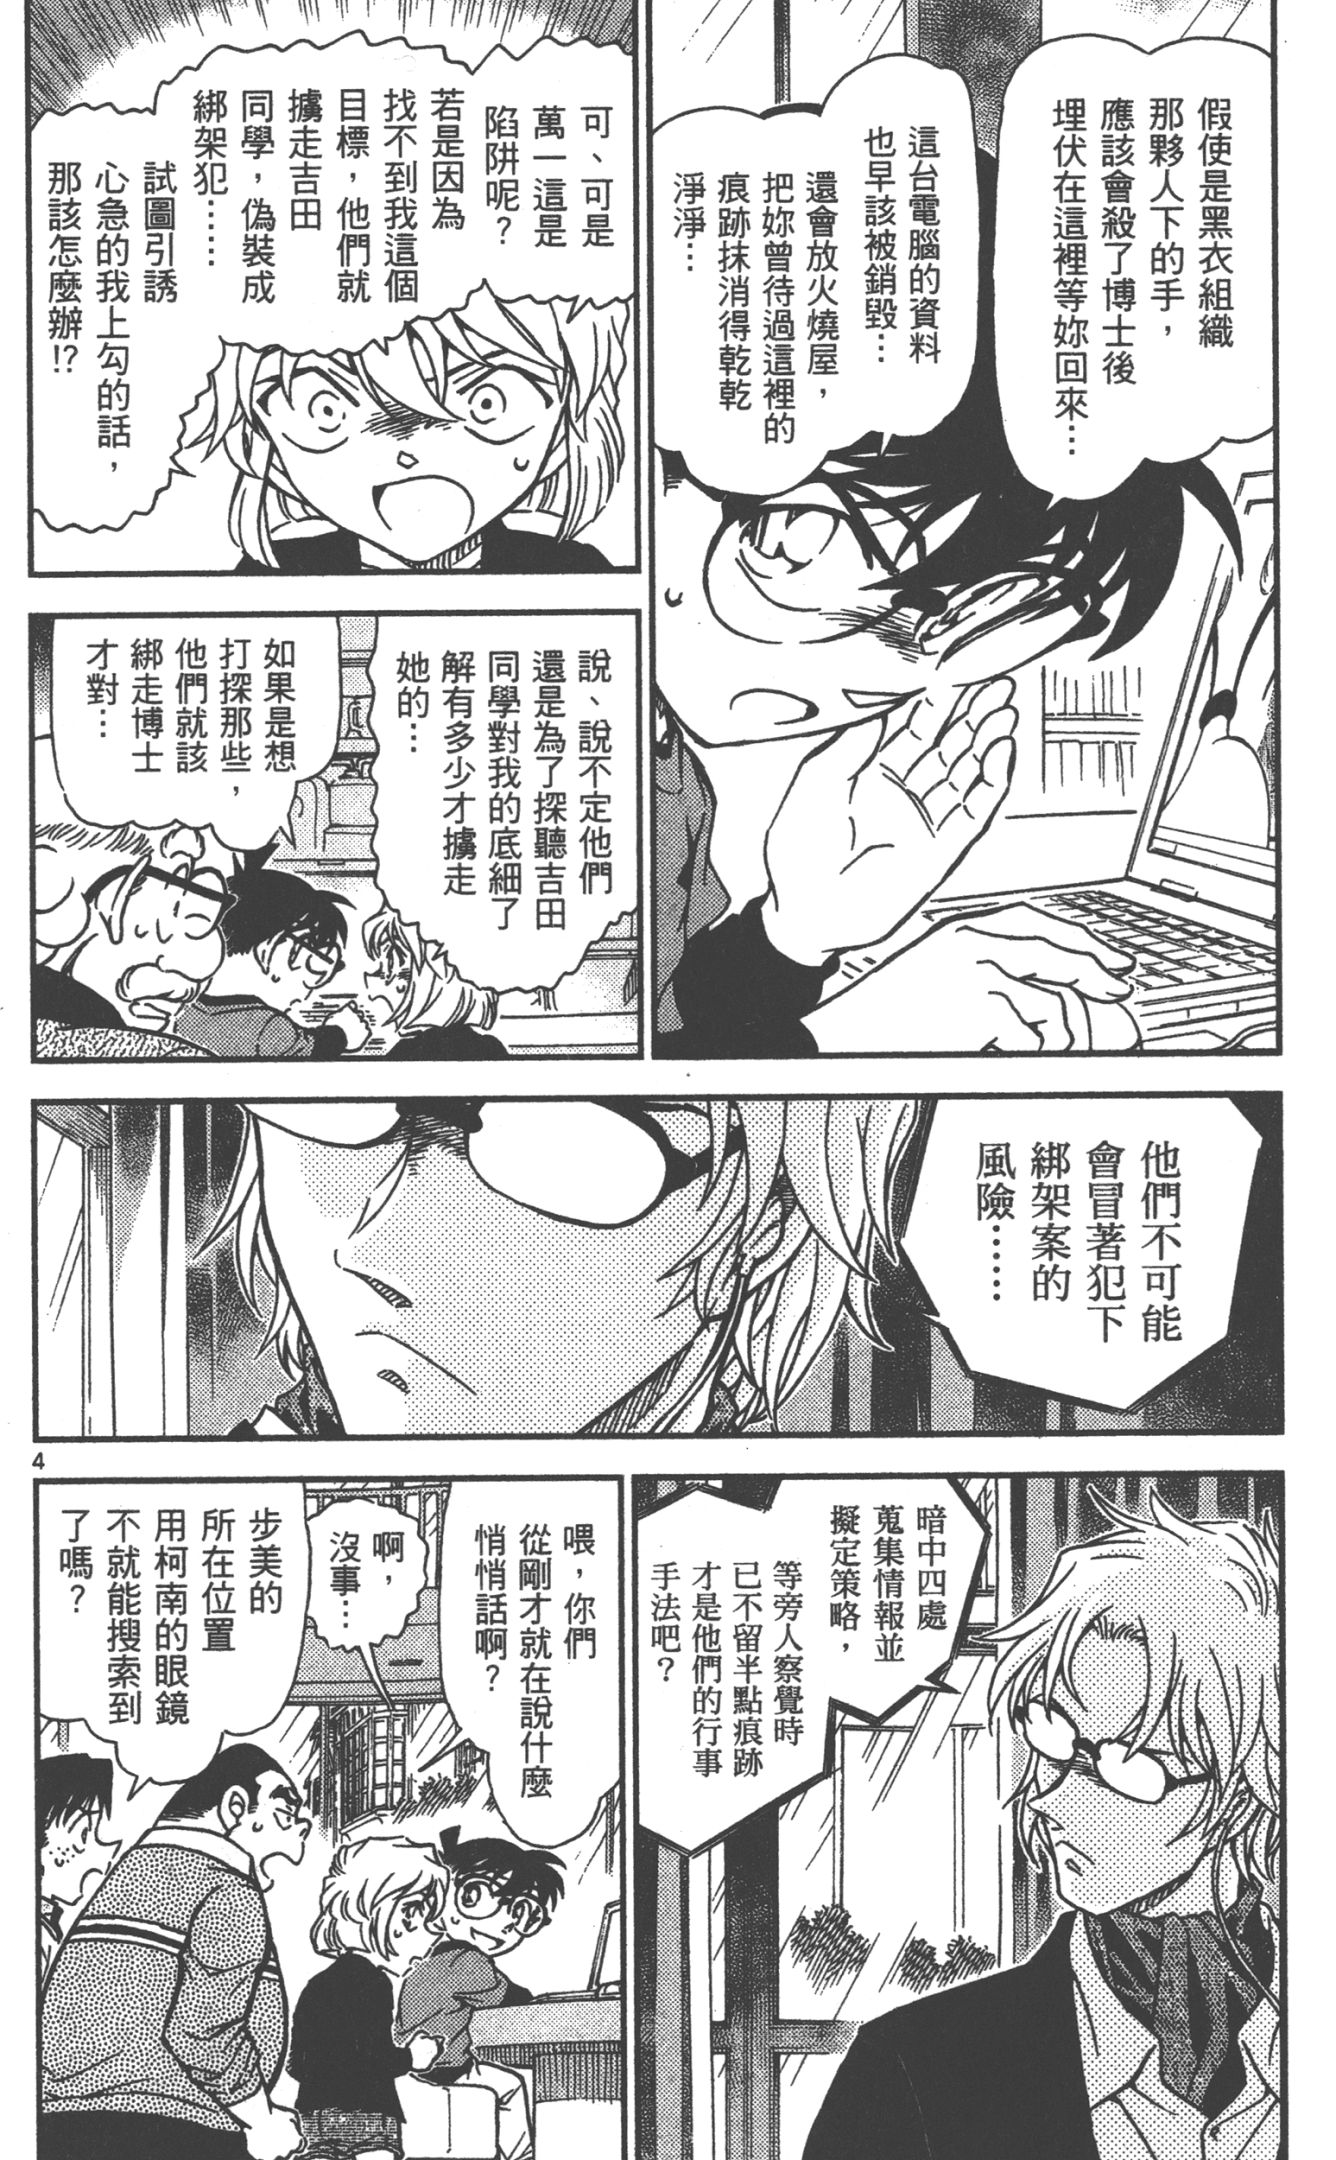 假使是黑衣組織
那夥人下的手，
應該會殺了博士後
埋伏在這裡等妳回來…
這台電腦的資料
也早該被銷毀…
還會放火燒屋，
把妳曾待過這裡的
痕跡抹消得乾乾
淨淨…
可、可是
萬一這是
陷阱呢？
若是因為
找不到我這個
目標，他們就
擄走吉田
同學，偽裝成
綁架犯……
試圖引誘
心急的我上勾的話，
那該怎麼辦!?
說、說不定他們
還是為了探聽吉田
同學對我的底細了
解有多少才擄走
她的…
如果是想
打探那些，
他們就該
綁走博士
才對…
他們不可能
會冒著犯下
綁架案的
風險……
暗中四處
蒐集情報並
擬定策略，
等旁人察覺時
已不留半點痕跡
才是他們的行事
手法吧？
喂，你們
從剛才就在說什麼
悄悄話啊？
啊，
沒事…
步美的
所在位置
用柯南的眼鏡
不就能搜索到
了嗎？
4